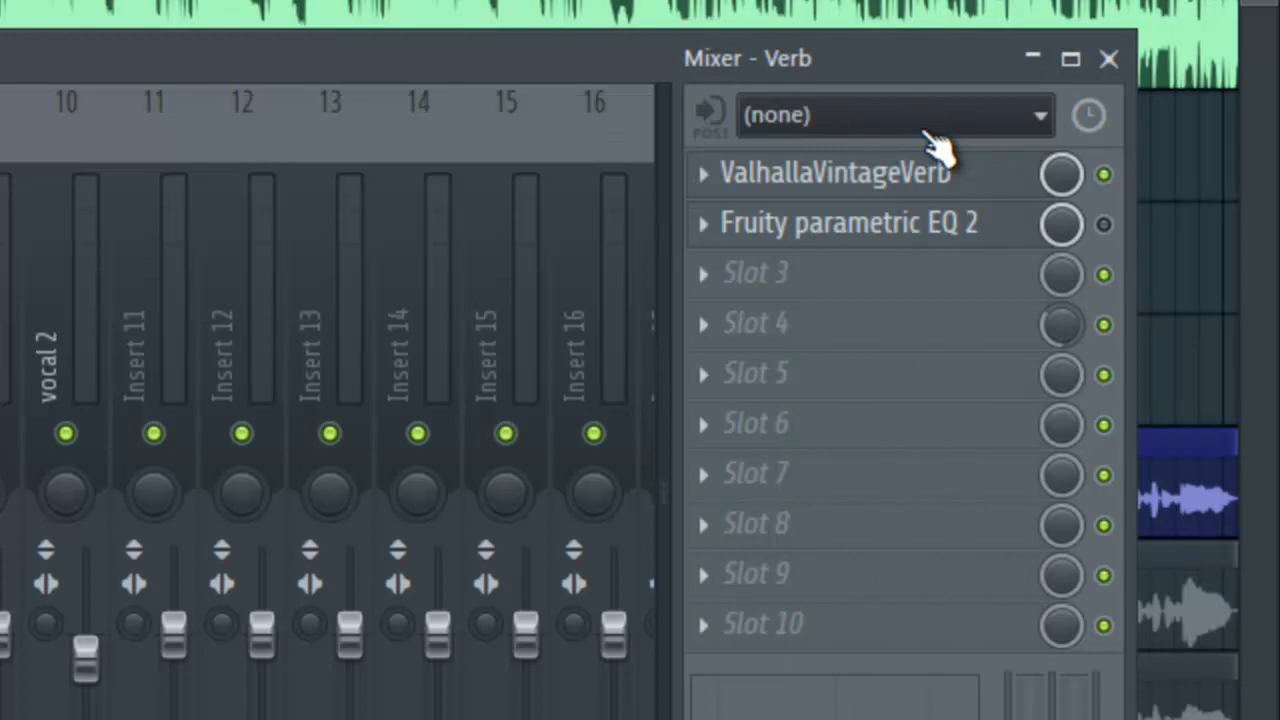 Mixer - Verb
10 11 12 13 14 15 16
POST
(none)
ValhallaVintageVerb
Fruity parametric EQ 2
Slot 3
Slot 4
Slot 5
Slot 6
Slot 7
Slot 8
Slot 9
Slot 10
vocal 2
Insert 11
Insert 12
Insert 13
Insert 14
Insert 15
Insert 16